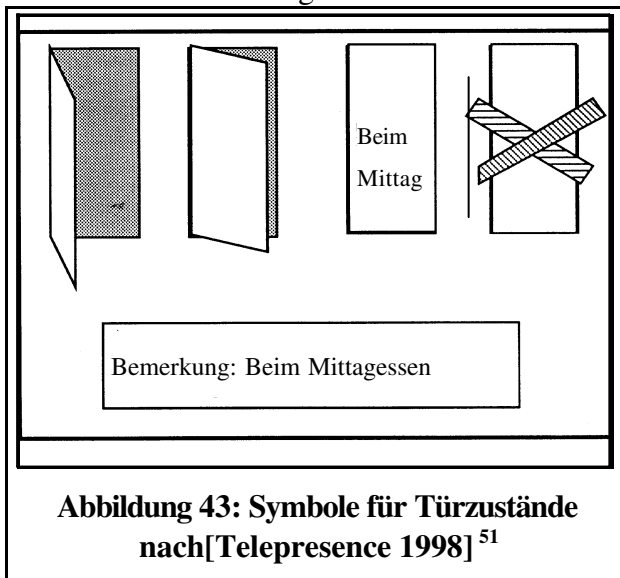 Beim
Mittag
Bemerkung: Beim Mittagessen
Abbildung 43: Symbole für Türzustände
nach[Telepresence 1998] 51